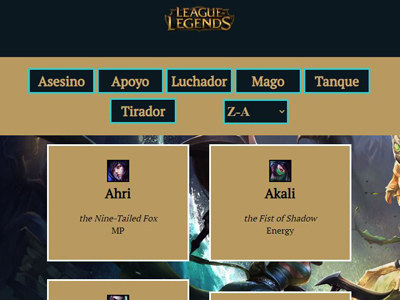 LEAGUE OF
LEGENDS
Asesino Apoyo Luchador Mago Tanque
Tirador Z-A
Ahri Akali
the Nine-Tailed Fox the Fist of Shadow
MP Energy